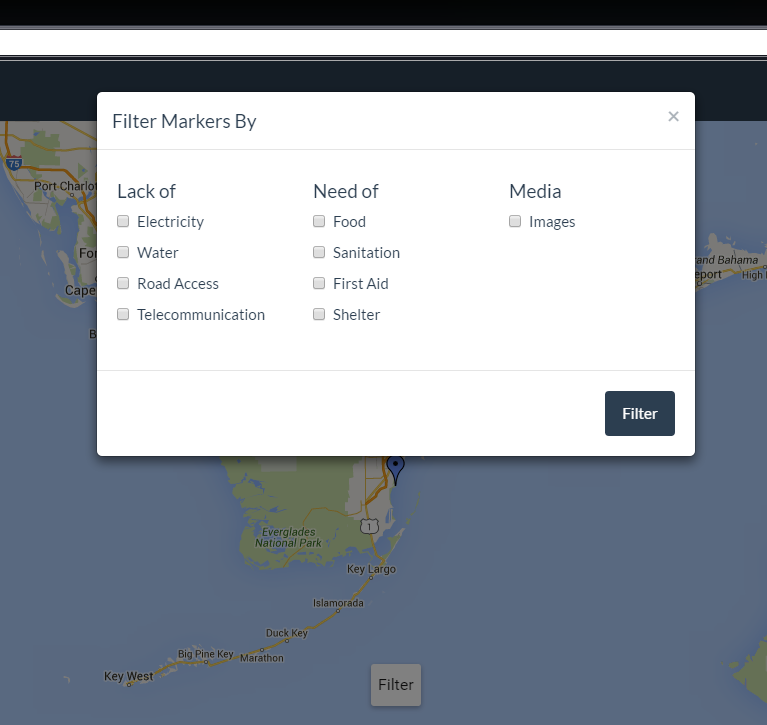 Filter Markers By
×
Lack of
Electricity
Water
Road Access
Telecommunication
Need of
Food
Sanitation
First Aid
Shelter
Media
Images
Filter
75
Port Charlot
For
Cape
B
and Bahama
eport
High
1
Everglades
National Park
Key Largo
Islamorada
Duck Key
Marathon
Big Pine Key
Key West
Filter